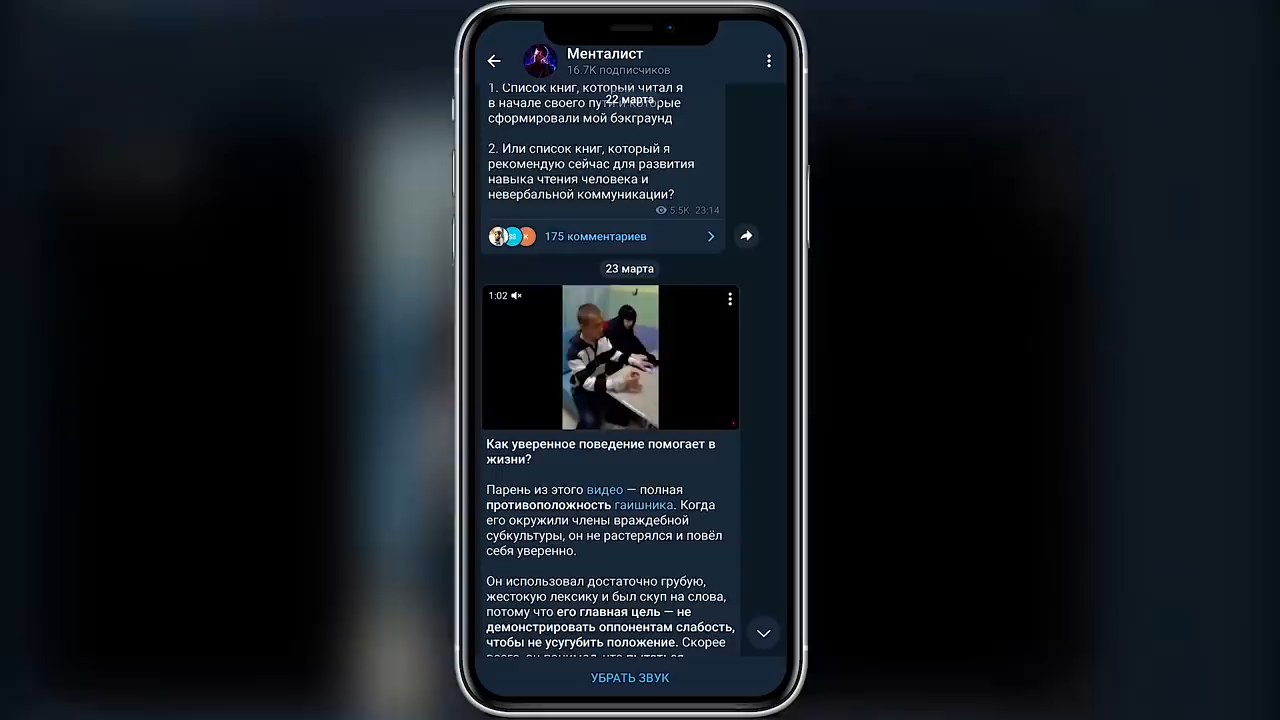 Менталист
16.7K подписчиков
1. Список книг, который читал я
22 марта
в начале своего пути и которые
сформировали мой бэкграунд
2. Или список книг, который я
рекомендую сейчас для развития
навыка чтения человека и
невербальной коммуникации?
5.5K 23:14
175 комментариев
23 марта
1:02
Как уверенное поведение помогает в
жизни?
Парень из этого видео — полная
противоположность гаишника. Когда
его окружили члены враждебной
субкультуры, он не растерялся и повёл
себя уверенно.
Он использовал достаточно грубую,
жестокую лексику и был скуп на слова,
потому что его главная цель — не
демонстрировать оппонентам слабость,
чтобы не усугубить положение. Скорее
УБРАТЬ ЗВУК